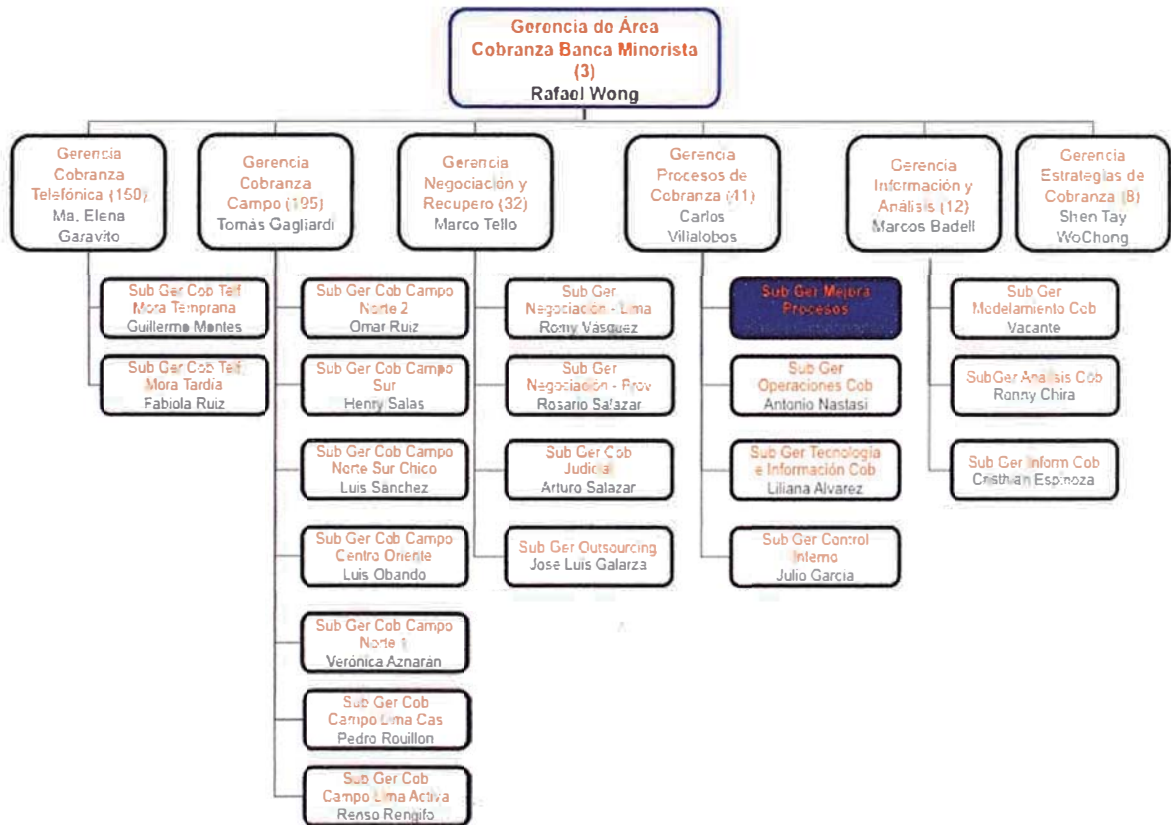 Gerencia de Área
Cobranza Banca Minorista
(3)
Rafael Wong
Gerencia
Cobranza
Telefónica (150)
Ma. Elena
Garavito
Gerencia
Cobranza
Campo (195)
Tomás Gagliardi
Gerencia
Negociación y
Recupero (32)
Marco Tello
Gerencia
Procesos de
Cobranza (41)
Carlos
Villalobos
Gerencia
Información y
Análisis (12)
Marcos Badell
Gerencia
Estrategias de
Cobranza (8)
Shen Tay
WoChong
Sub Ger Cob Telf
Mora Temprana
Guillermo Montes
Sub Ger Cob Telf
Mora Tardía
Fabiola Ruiz
Sub Ger Cob Campo
Norte 2
Omar Ruiz
Sub Ger Cob Campo
Sur
Henry Salas
Sub Ger Cob Campo
Norte Sur Chico
Luis Sánchez
Sub Ger Cob Campo
Centro Oriente
Luis Obando
Sub Ger Cob Campo
Norte 1
Verónica Aznarán
Sub Ger Cob
Campo Lima Cas
Pedro Rouillon
Sub Ger Cob
Campo Lima Activa
Renso Rengifo
Sub Ger
Negociación - Lima
Romy Vásquez
Sub Ger
Negociación - Prov
Rosario Salazar
Sub Ger Cob
Judicial
Arturo Salazar
Sub Ger Outsourcing
Jose Luis Galarza
Sub Ger Mejora
Procesos
Sub Ger
Operaciones Cob
Antonio Nastasi
Sub Ger Tecnología
e Información Cob
Liliana Alvarez
Sub Ger Control
Interno
Julio García
Sub Ger
Modelamiento Cob
Vacante
SubGer Análisis Cob
Ronny Chira
Sub Ger Inform Cob
Cristhian Espinoza